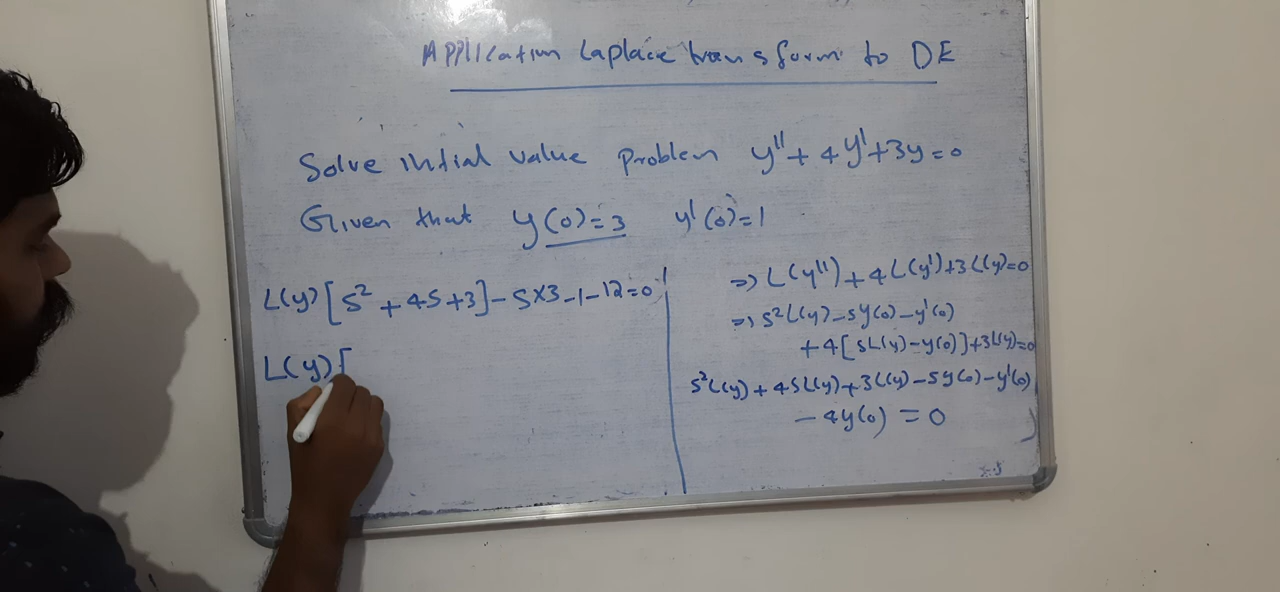 Application Laplace transform to DE
Solve initial value problem y'' + 4y' + 3y = 0
Given that y(0) = 3 y'(0) = 1
L(y)[s² + 4s + 3] - s×3 - 1 - 12 = 0
L(y)[
=> L(y'') + 4L(y') + 3L(y) = 0
=> s²L(y) - sy(0) - y'(0)
+ 4[sL(y) - y(0)] + 3L(y) = 0
s²L(y) + 4sL(y) + 3L(y) - sy(0) - y'(0)
- 4y(0) = 0